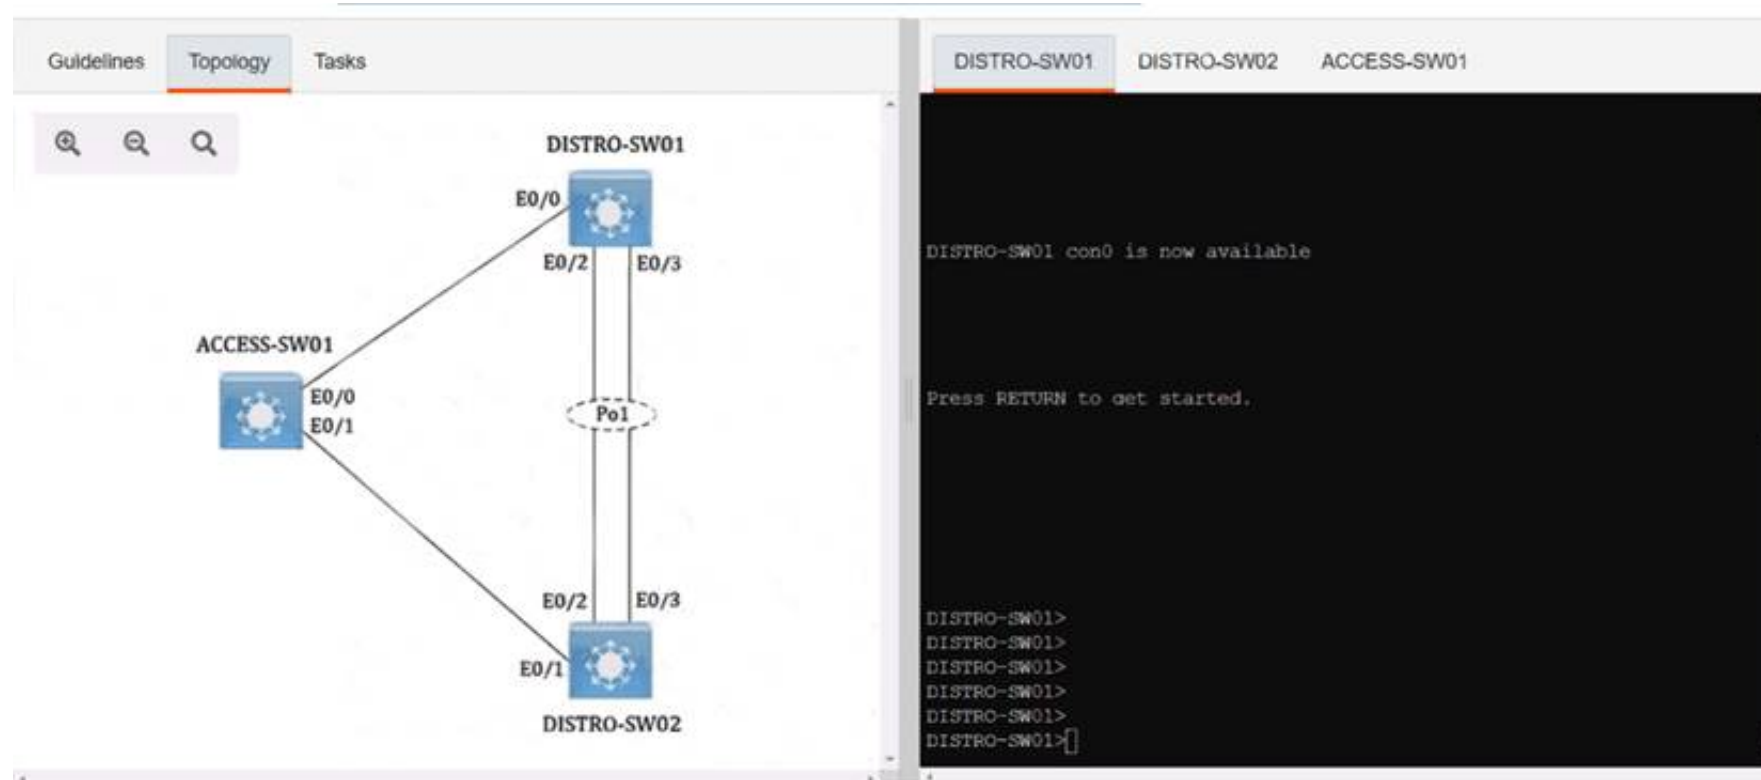 Guidelines Topology Tasks
DISTRO-SW01
E0/0
E0/2 E0/3
ACCESS-SW01
E0/0
E0/1
Po1
E0/2 E0/3
E0/1
DISTRO-SW02
DISTRO-SW01 DISTRO-SW02 ACCESS-SW01
DISTRO-SW01 con0 is now available
Press RETURN to get started.
DISTRO-SW01>
DISTRO-SW01>
DISTRO-SW01>
DISTRO-SW01>
DISTRO-SW01>
DISTRO-SW01>